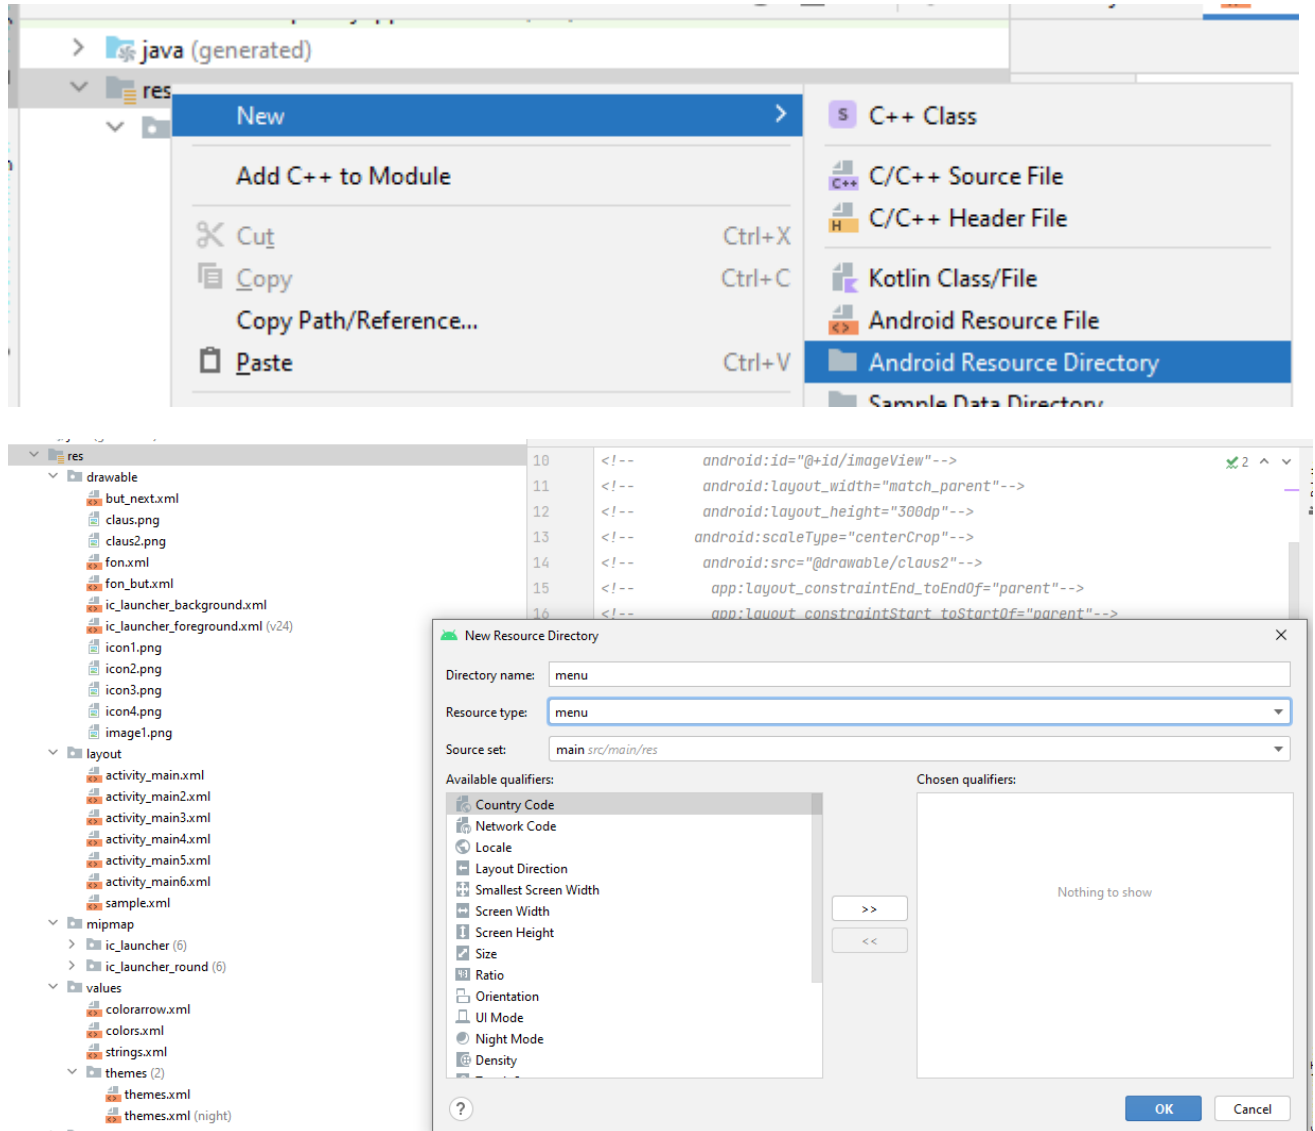 java (generated)
res
New
Add C++ to Module
Cut Ctrl+X
Copy Ctrl+C
Copy Path/Reference...
Paste Ctrl+V
S C++ Class
C++ C/C++ Source File
H C/C++ Header File
Kotlin Class/File
Android Resource File
Android Resource Directory
Sample Data Directory
res
drawable
but_next.xml
claus.png
claus2.png
fon.xml
fon_but.xml
ic_launcher_background.xml
ic_launcher_foreground.xml (v24)
icon1.png
icon2.png
icon3.png
icon4.png
image1.png
layout
activity_main.xml
activity_main2.xml
activity_main3.xml
activity_main4.xml
activity_main5.xml
activity_main6.xml
sample.xml
mipmap
ic_launcher (6)
ic_launcher_round (6)
values
colorarrow.xml
colors.xml
strings.xml
themes (2)
themes.xml
themes.xml (night)
10 <!-- android:id="@+id/imageView"-->
11 <!-- android:layout_width="match_parent"-->
12 <!-- android:layout_height="300dp"-->
13 <!-- android:scaleType="centerCrop"-->
14 <!-- android:src="@drawable/claus2"-->
15 <!-- app:layout_constraintEnd_toEndOf="parent"-->
16 <!-- app:layout_constraintStart_toStartOf="parent"-->
2
New Resource Directory
Directory name: menu
Resource type: menu
Source set: main src/main/res
Available qualifiers:
Country Code
Network Code
Locale
Layout Direction
Smallest Screen Width
Screen Width
Screen Height
Size
Ratio
Orientation
UI Mode
Night Mode
Density
>>
<<
Chosen qualifiers:
Nothing to show
?
OK
Cancel